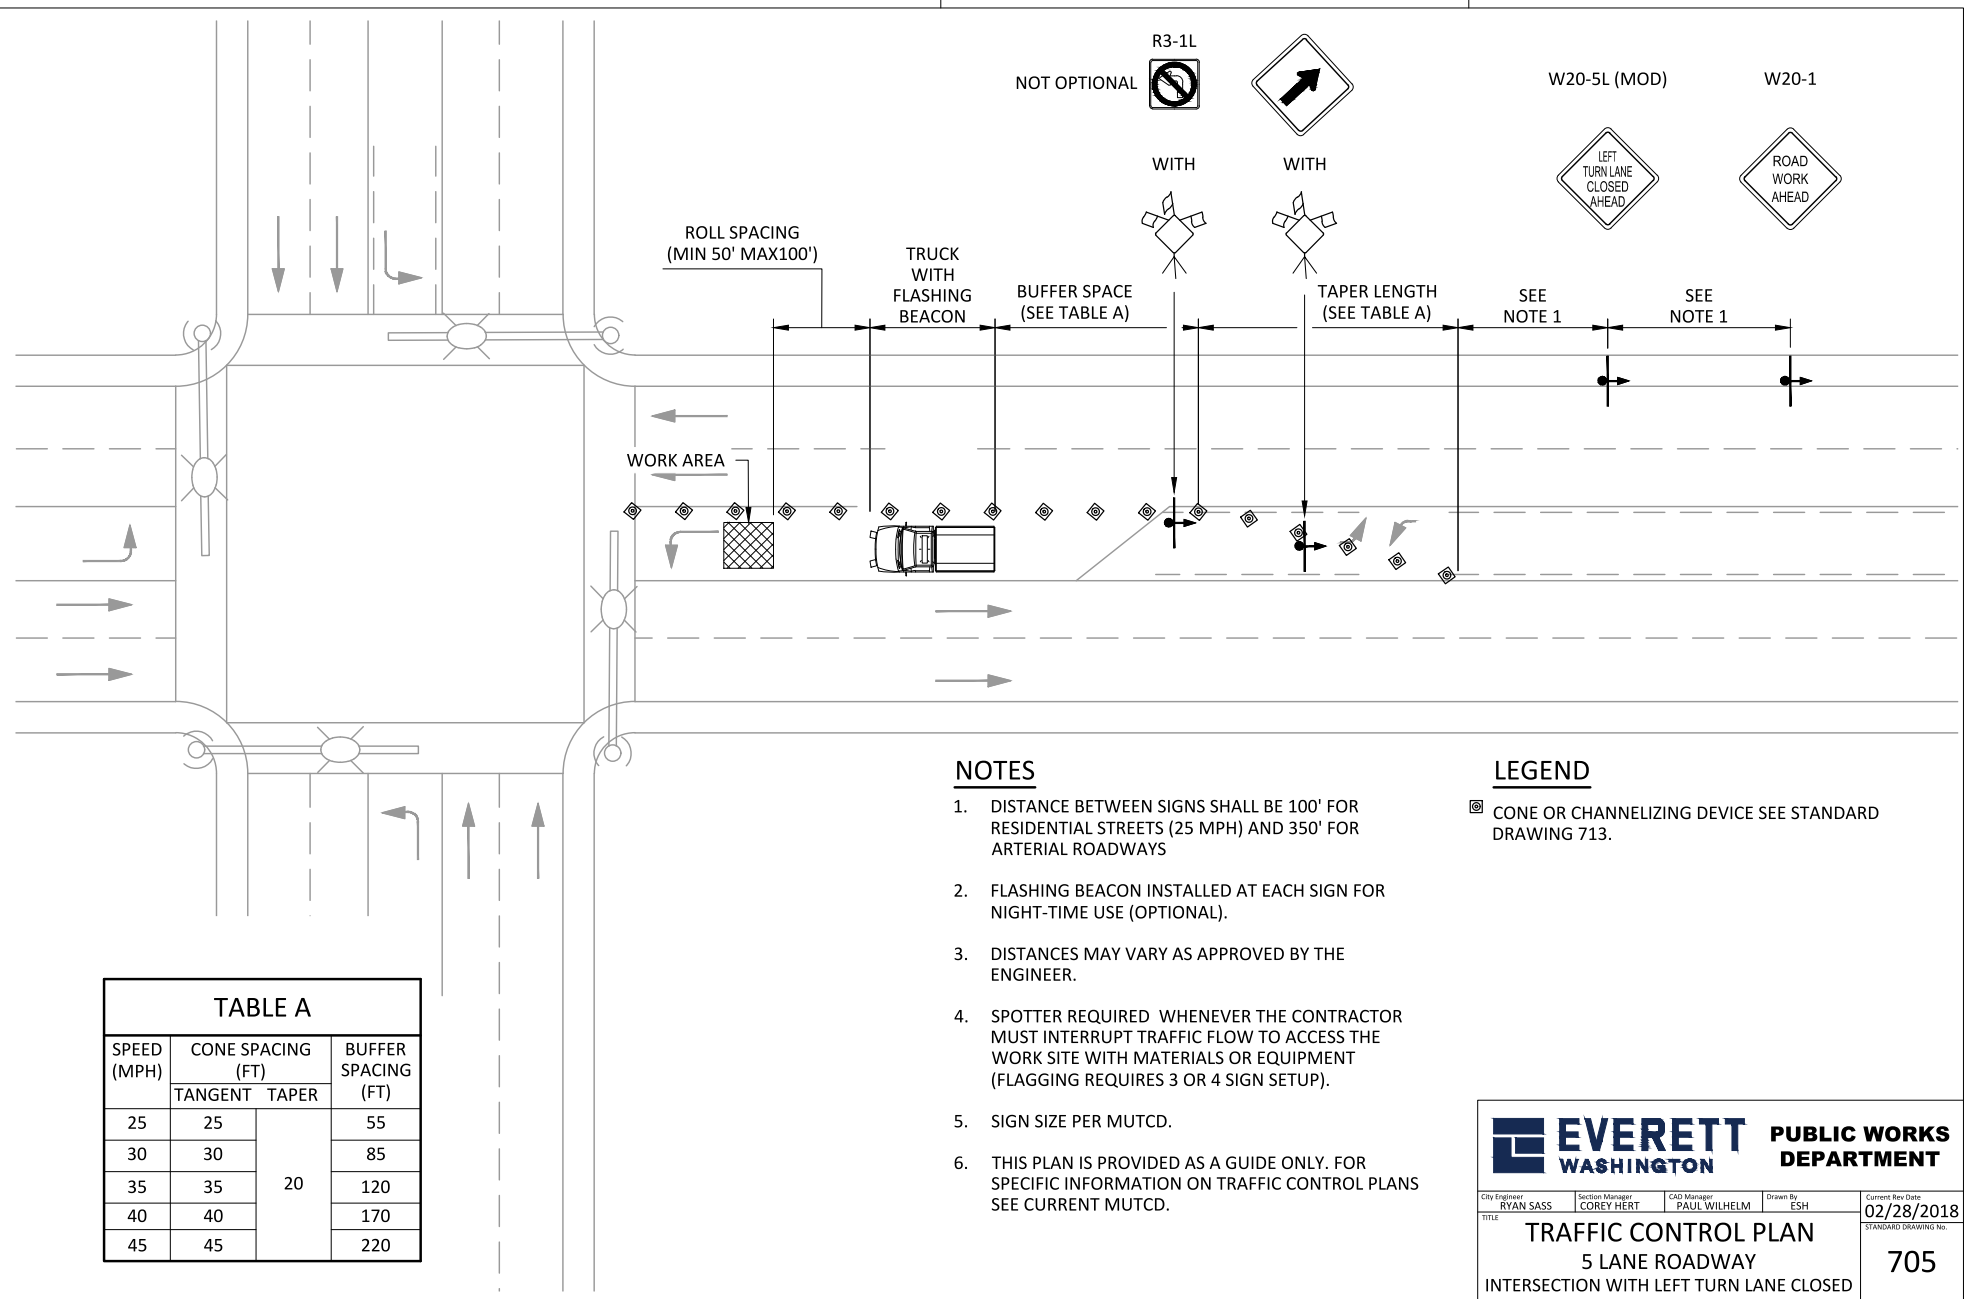 R3-1L
NOT OPTIONAL
W20-5L (MOD)
W20-1
WITH
WITH
LEFT
TURN LANE
CLOSED
AHEAD
ROAD
WORK
AHEAD
ROLL SPACING
(MIN 50' MAX100')
TRUCK
WITH
FLASHING
BEACON
BUFFER SPACE
(SEE TABLE A)
TAPER LENGTH
(SEE TABLE A)
SEE
NOTE 1
SEE
NOTE 1
WORK AREA
NOTES
1. DISTANCE BETWEEN SIGNS SHALL BE 100' FOR
RESIDENTIAL STREETS (25 MPH) AND 350' FOR
ARTERIAL ROADWAYS
2. FLASHING BEACON INSTALLED AT EACH SIGN FOR
NIGHT-TIME USE (OPTIONAL).
3. DISTANCES MAY VARY AS APPROVED BY THE
ENGINEER.
4. SPOTTER REQUIRED WHENEVER THE CONTRACTOR
MUST INTERRUPT TRAFFIC FLOW TO ACCESS THE
WORK SITE WITH MATERIALS OR EQUIPMENT
(FLAGGING REQUIRES 3 OR 4 SIGN SETUP).
5. SIGN SIZE PER MUTCD.
6. THIS PLAN IS PROVIDED AS A GUIDE ONLY. FOR
SPECIFIC INFORMATION ON TRAFFIC CONTROL PLANS
SEE CURRENT MUTCD.
LEGEND
CONE OR CHANNELIZING DEVICE SEE STANDARD
DRAWING 713.
TABLE A
SPEED (MPH) CONE SPACING (FT) BUFFER SPACING (FT)
TANGENT TAPER
25 25 55
30 30 85
35 35 20 120
40 40 170
45 45 220
EVERETT
WASHINGTON
PUBLIC WORKS
DEPARTMENT
City Engineer
RYAN SASS
Section Manager
COREY HERT
CAD Manager
PAUL WILHELM
Drawn By
ESH
Current Rev Date
02/28/2018
TITLE
TRAFFIC CONTROL PLAN
5 LANE ROADWAY
INTERSECTION WITH LEFT TURN LANE CLOSED
STANDARD DRAWING No.
705